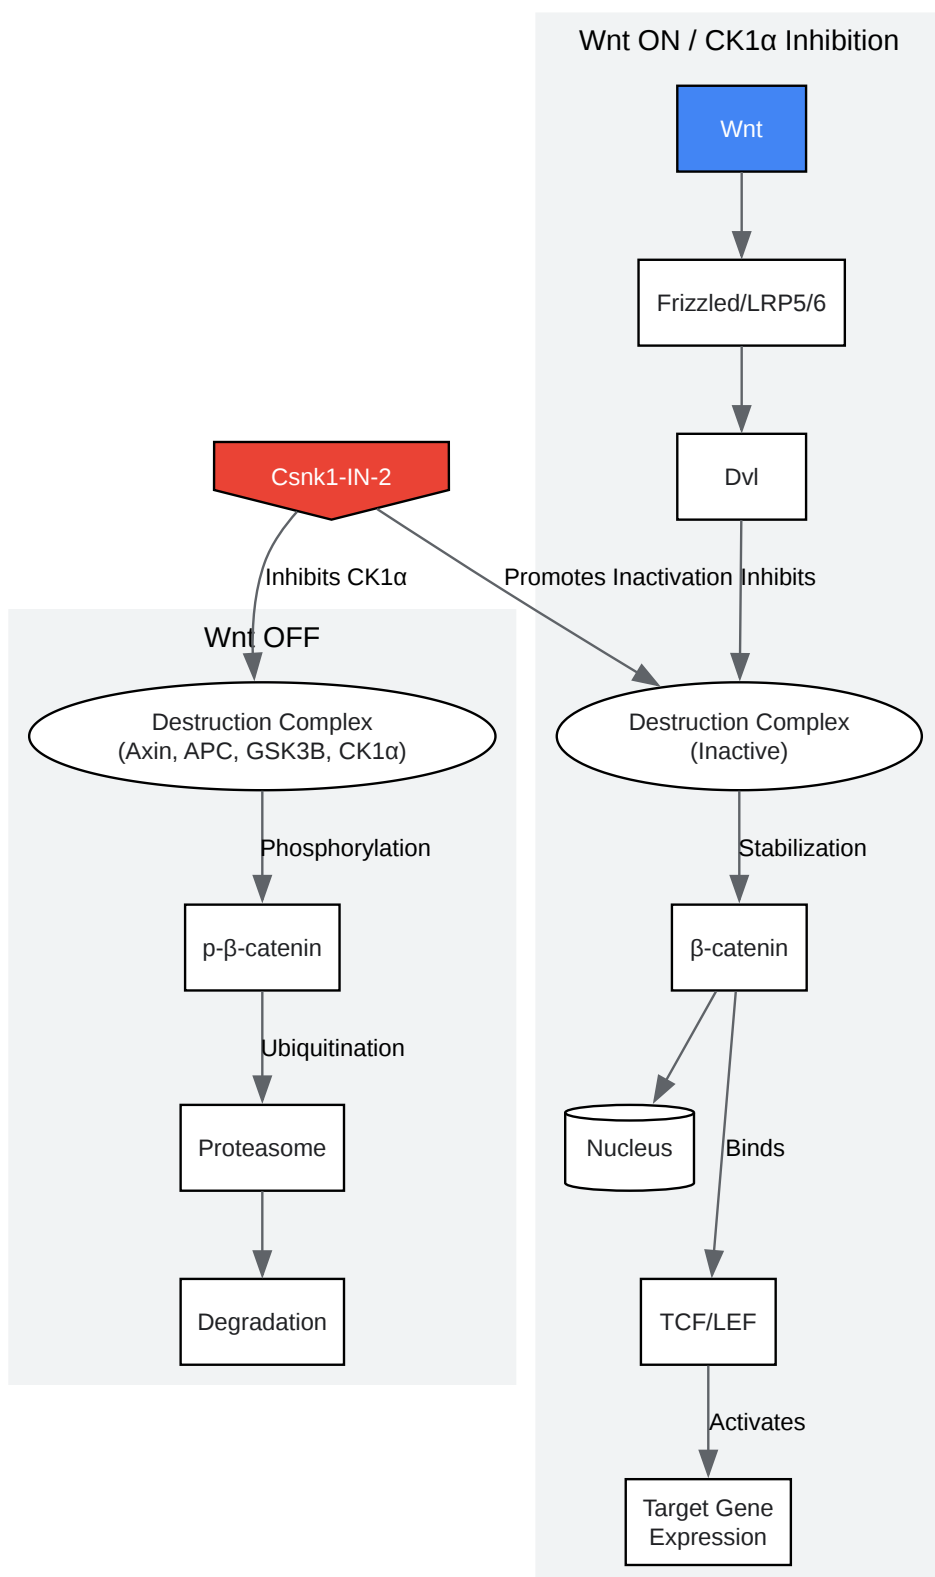 Wnt ON / CK1α Inhibition
Wnt
Frizzled/LRP5/6
Dvl
Csnk1-IN-2
Inhibits CK1α
Promotes Inactivation
Inhibits
Wnt OFF
Destruction Complex
(Axin, APC, GSK3B, CK1α)
Destruction Complex
(Inactive)
Phosphorylation
Stabilization
p-β-catenin
β-catenin
Ubiquitination
Proteasome
Nucleus
Binds
Degradation
TCF/LEF
Activates
Target Gene
Expression